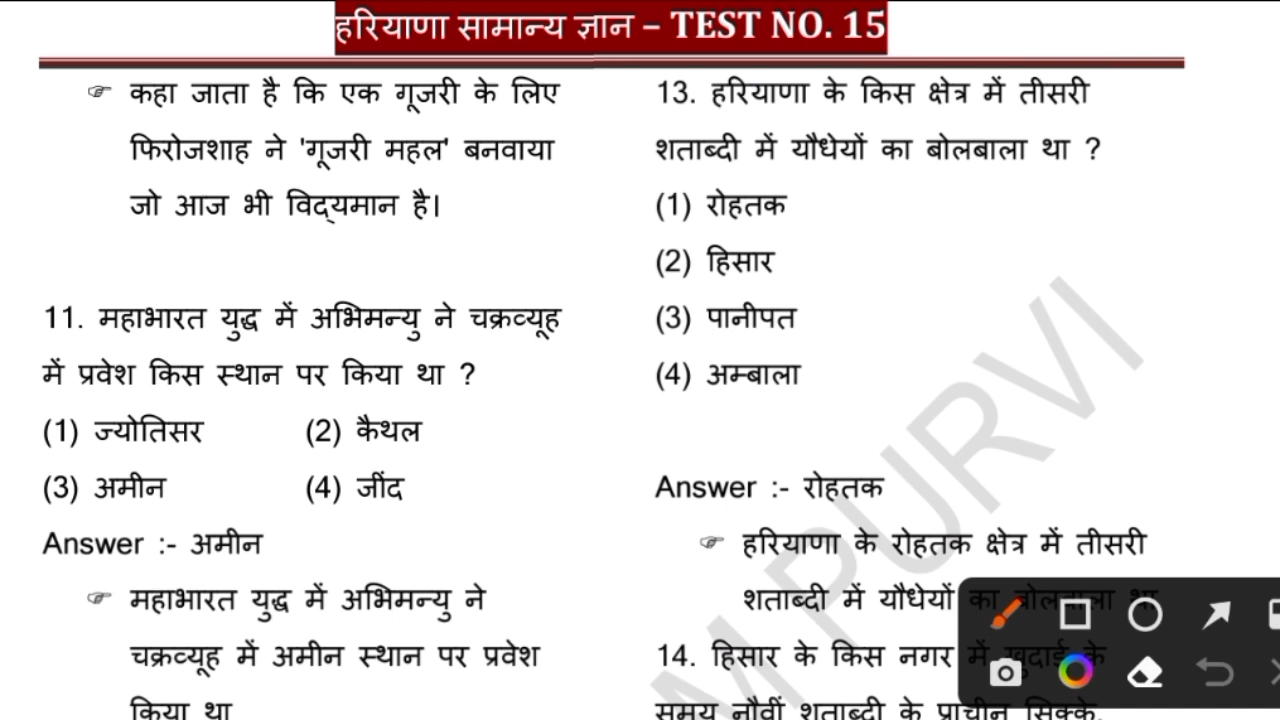 हरियाणा सामान्य ज्ञान – TEST NO. 15
☞ कहा जाता है कि एक गूजरी के लिए
फिरोजशाह ने 'गूजरी महल' बनवाया
जो आज भी विद्यमान है।
11. महाभारत युद्ध में अभिमन्यु ने चक्रव्यूह
में प्रवेश किस स्थान पर किया था ?
(1) ज्योतिसर (2) कैथल
(3) अमीन (4) जींद
Answer :- अमीन
☞ महाभारत युद्ध में अभिमन्यु ने
चक्रव्यूह में अमीन स्थान पर प्रवेश
किया था
13. हरियाणा के किस क्षेत्र में तीसरी
शताब्दी में यौधेयों का बोलबाला था ?
(1) रोहतक
(2) हिसार
(3) पानीपत
(4) अम्बाला
Answer :- रोहतक
☞ हरियाणा के रोहतक क्षेत्र में तीसरी
शताब्दी में यौधेयों का बोलबाला था
14. हिसार के किस नगर में खुदाई के
समय नौवीं शताब्दी के प्राचीन सिक्के,
M PURVI